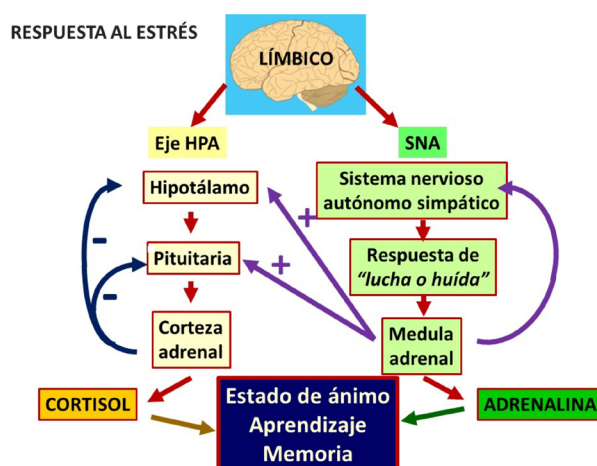 RESPUESTA AL ESTRÉS
LÍMBICO
Eje HPA
SNA
Hipotálamo
Sistema nervioso
autónomo simpático
-
+
Pituitaria
+
Respuesta de
“lucha o huída”
-
Corteza
adrenal
Medula
adrenal
CORTISOL
Estado de ánimo
Aprendizaje
Memoria
ADRENALINA